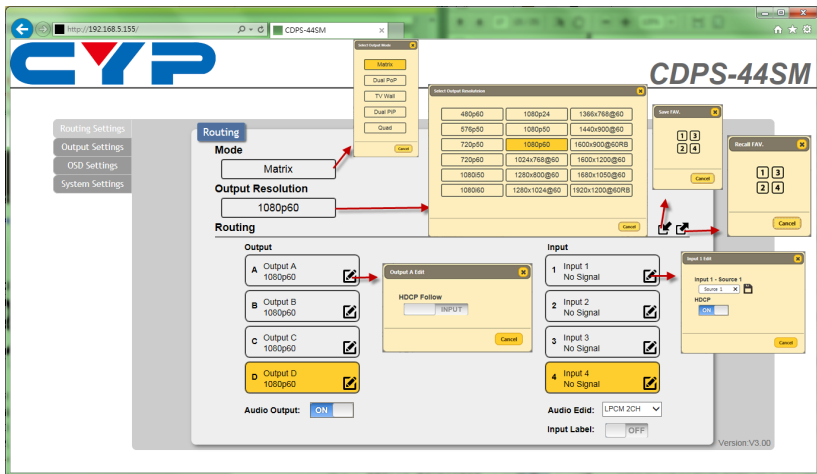 http://192.168.5.155/
CDPS-44SM
CYP
CDPS-44SM
Select Output Mode
Matrix
Dual PoP
TV Wall
Dual PiP
Quad
Cancel
Select Output Resolution
480p60 1080p24 1366x768@60
576p50 1080p50 1440x900@60
720p50 1080p60 1600x900@60RB
720p60 1024x768@60 1600x1200@60
1080i50 1280x800@60 1680x1050@60
1080i60 1280x1024@60 1920x1200@60RB
Cancel
Save FAV.
1 3
2 4
Cancel
Recall FAV.
1 3
2 4
Cancel
Routing Settings
Output Settings
OSD Settings
System Settings
Routing
Mode
Matrix
Output Resolution
1080p60
Routing
Output
A Output A
1080p60
B Output B
1080p60
C Output C
1080p60
D Output D
1080p60
Audio Output: ON
Output A Edit
HDCP Follow
INPUT
Cancel
Input
1 Input 1
No Signal
2 Input 2
No Signal
3 Input 3
No Signal
4 Input 4
No Signal
Audio Edid: LPCM 2CH
Input Label: OFF
Input 1 Edit
Input 1 - Source 1
Source 1 X
HDCP
ON
Cancel
Version:V3.00